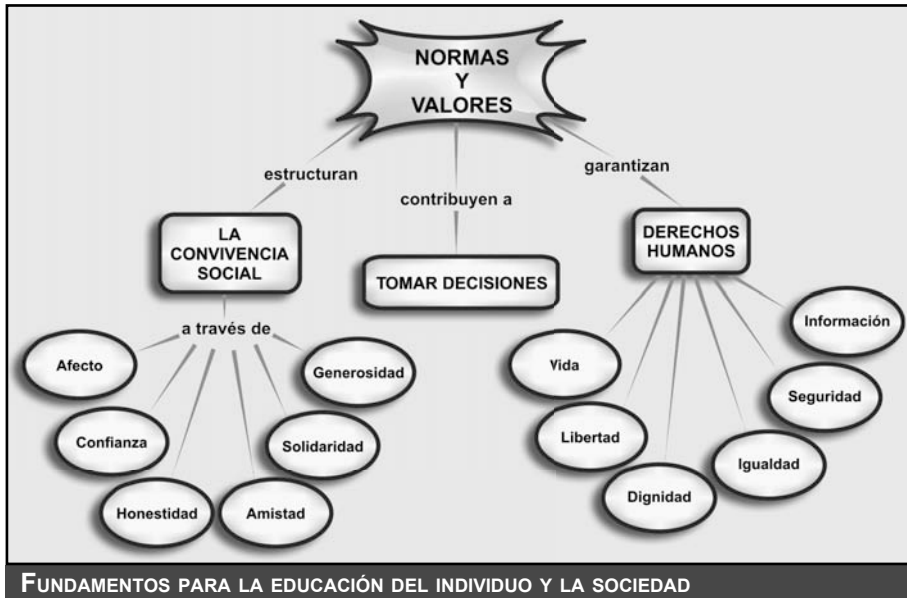 NORMAS
Y
VALORES
estructuran
contribuyen a
garantizan
LA
CONVIVENCIA
SOCIAL
TOMAR DECISIONES
DERECHOS
HUMANOS
a través de
Afecto
Confianza
Honestidad
Amistad
Solidaridad
Generosidad
Vida
Libertad
Dignidad
Igualdad
Seguridad
Información
FUNDAMENTOS PARA LA EDUCACIÓN DEL INDIVIDUO Y LA SOCIEDAD